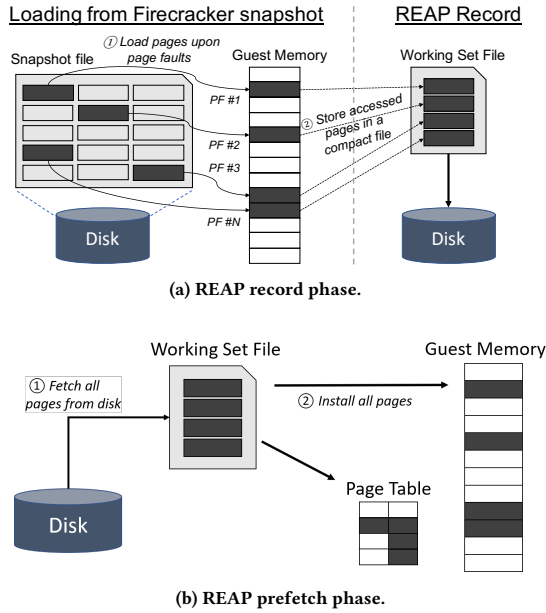 Loading from Firecracker snapshot
REAP Record
① Load pages upon
page faults
Snapshot file
Guest Memory
Working Set File
PF #1
② Store accessed
pages in a
compact file
PF #2
PF #3
PF #N
Disk
Disk
(a) REAP record phase.
Working Set File
Guest Memory
① Fetch all
pages from disk
② Install all pages
Page Table
Disk
(b) REAP prefetch phase.